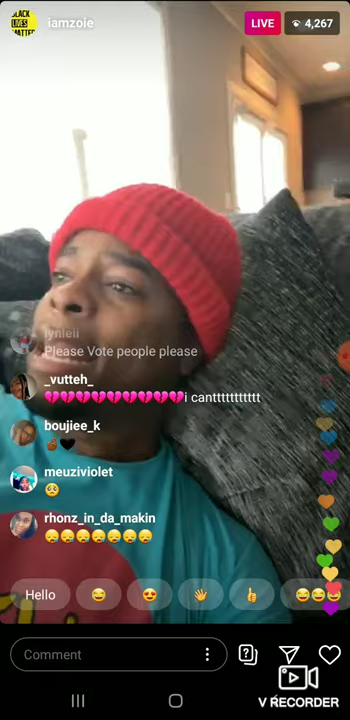 BLACK
LIVES
MATTER
iamzoie
LIVE
4,267
lynleii
Please Vote people please
_vutteh_
💔💔💔💔💔💔💔💔💔💔💔i canttttttttttt
boujiee_k
meuziviolet
🥺
rhonz_in_da_makin
😪😪😪😪😪😪😪
Hello
Comment
V RECORDER